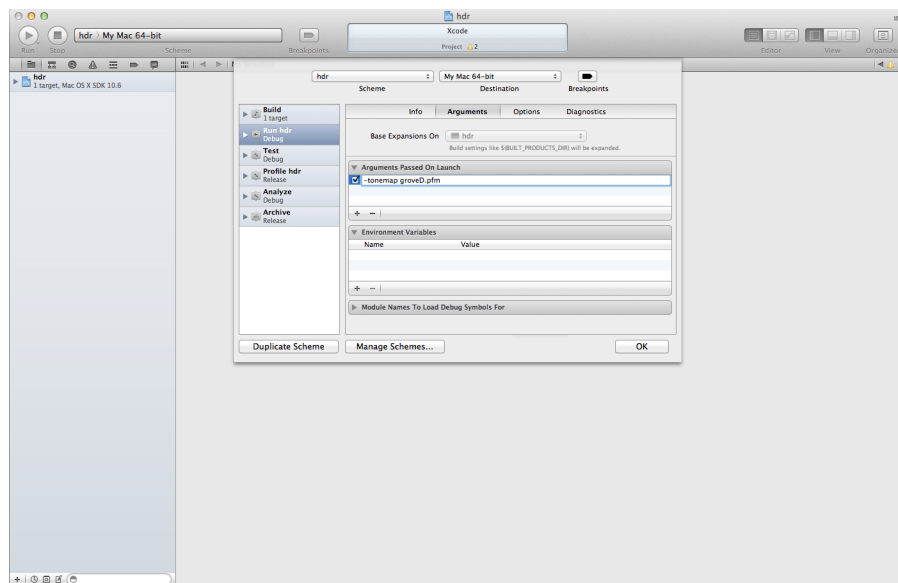 hdr
hdr My Mac 64-bit
Xcode
Project 2
Run Stop Scheme Breakpoints
Editor View Organizer
hdr
1 target, Mac OS X SDK 10.6
hdr My Mac 64-bit
Scheme Destination Breakpoints
Build
1 target
Run hdr
Debug
Test
Debug
Profile hdr
Release
Analyze
Debug
Archive
Release
Info Arguments Options Diagnostics
Base Expansions On hdr
Build settings like $(BUILT_PRODUCTS_DIR) will be expanded.
Arguments Passed On Launch
-tonemap groveD.pfm
Environment Variables
Name Value
Module Names To Load Debug Symbols For
Duplicate Scheme Manage Schemes... OK